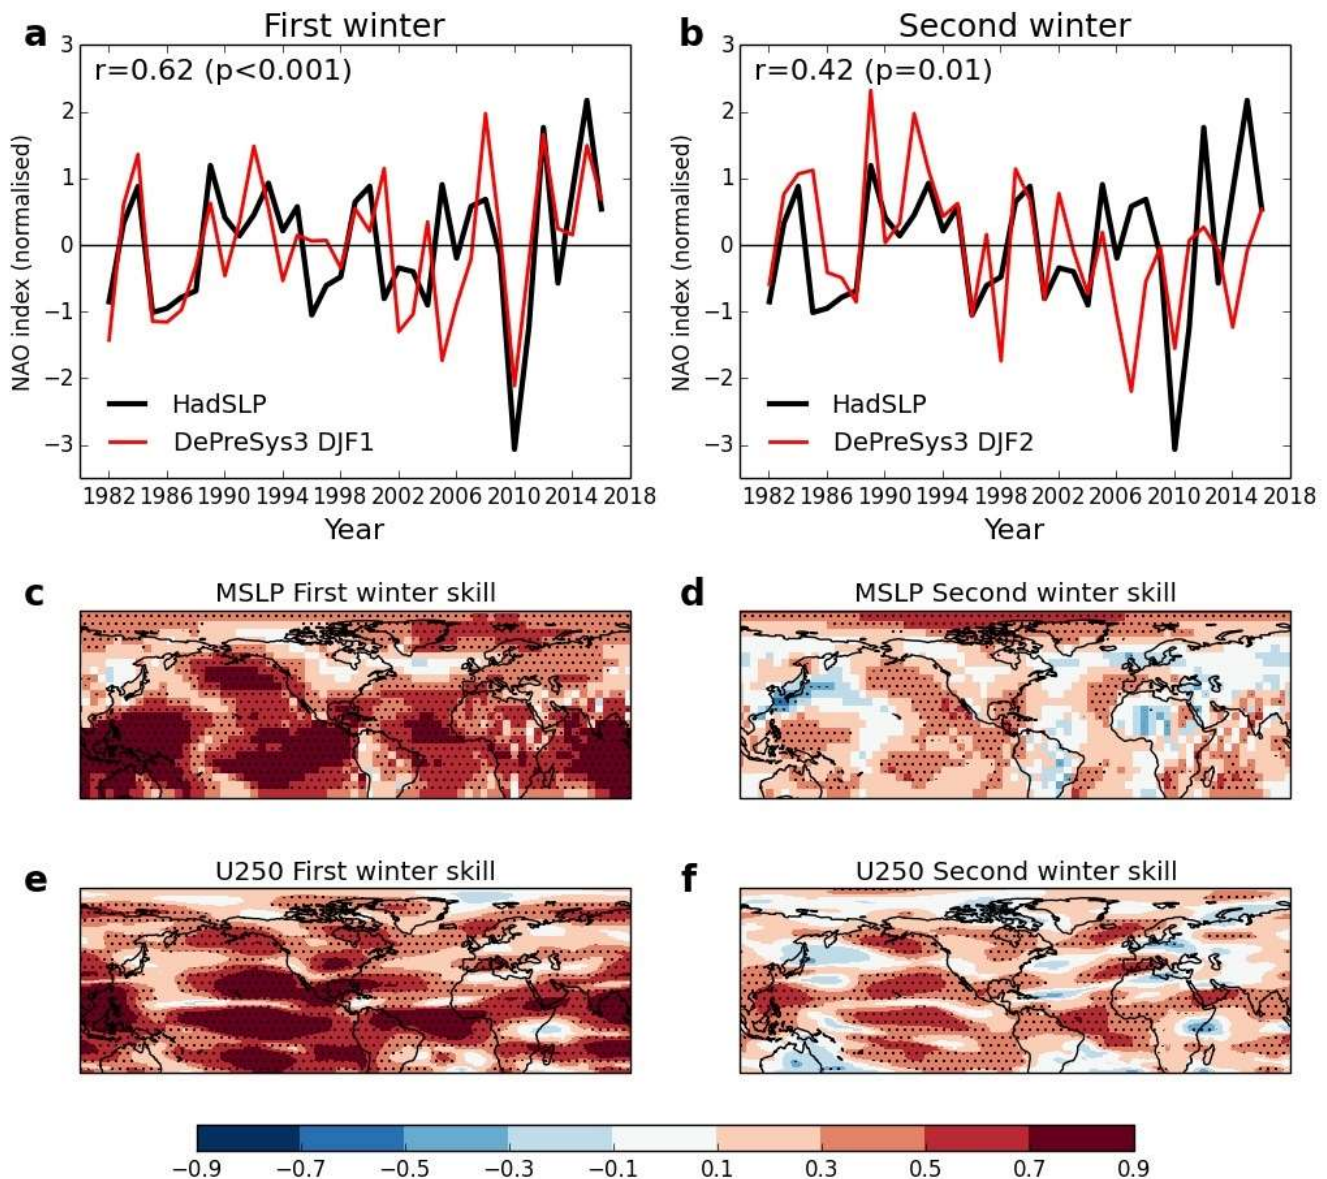 a First winter
b Second winter
3
2
1
0
−1
−2
−3
NAO index (normalised)
r=0.62 (p<0.001)
HadSLP
DePreSys3 DJF1
1982 1986 1990 1994 1998 2002 2006 2010 2014 2018
Year
3
2
1
0
−1
−2
−3
NAO index (normalised)
r=0.42 (p=0.01)
HadSLP
DePreSys3 DJF2
1982 1986 1990 1994 1998 2002 2006 2010 2014 2018
Year
c MSLP First winter skill
d MSLP Second winter skill
e U250 First winter skill
f U250 Second winter skill
−0.9 −0.7 −0.5 −0.3 −0.1 0.1 0.3 0.5 0.7 0.9